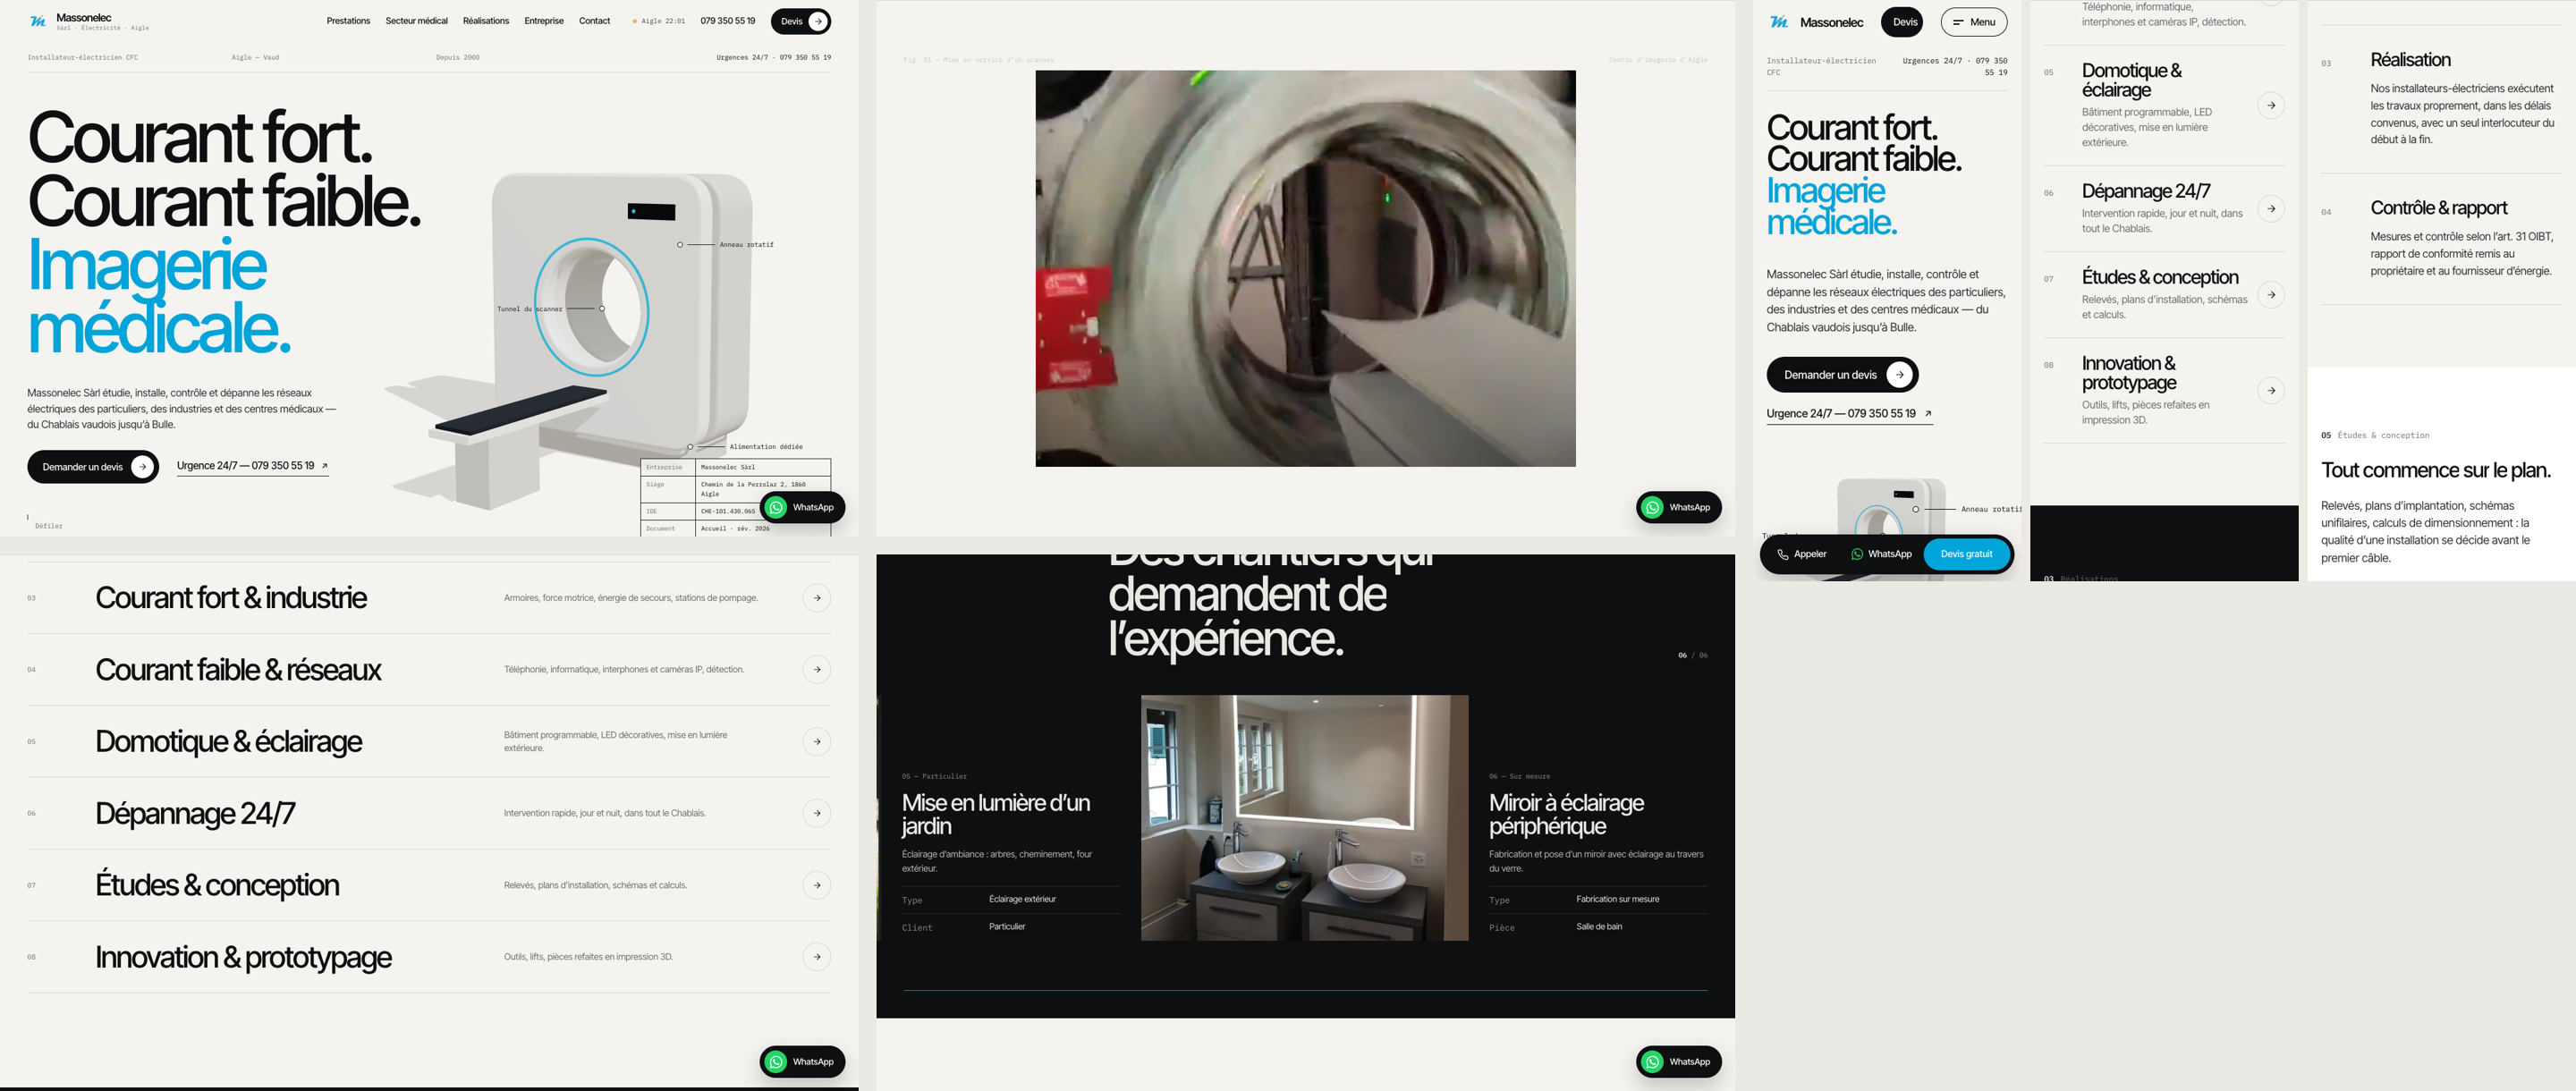 Massonelec
Sàrl · Électricité · Aigle
Prestations
Secteur médical
Réalisations
Entreprise
Contact
Aigle 22:01
079 350 55 19
Devis
Installateur-électricien CFC
Aigle — Vaud
Depuis 2000
Urgences 24/7 · 079 350 55 19
Courant fort.
Courant faible.
Imagerie
médicale.
Massonelec Sàrl étudie, installe, contrôle et dépanne les réseaux
électriques des particuliers, des industries et des centres médicaux —
du Chablais vaudois jusqu’à Bulle.
Demander un devis
Urgence 24/7 — 079 350 55 19
Défiler
Anneau rotatif
Tunnel du scanner
Alimentation dédiée
Entreprise
Massonelec Sàrl
Siège
Chemin de la Perrolaz 2, 1860
Aigle
IDE
CHE-101.430.065
Document
Accueil · rév. 2026
WhatsApp
Fig. 01 — Mise en service d’un scanner
Centre d’imagerie d’Aigle
WhatsApp
Massonelec
Devis
Menu
Installateur-électricien
CFC
Urgences 24/7 · 079 350
55 19
Courant fort.
Courant faible.
Imagerie
médicale.
Massonelec Sàrl étudie, installe, contrôle et
dépanne les réseaux électriques des particuliers,
des industries et des centres médicaux — du
Chablais vaudois jusqu’à Bulle.
Demander un devis
Urgence 24/7 — 079 350 55 19
Anneau rotatif
Appeler
WhatsApp
Devis gratuit
Téléphonie, informatique,
interphones et caméras IP, détection.
05
Domotique &
éclairage
Bâtiment programmable, LED
décoratives, mise en lumière
extérieure.
06
Dépannage 24/7
Intervention rapide, jour et nuit, dans
tout le Chablais.
07
Études & conception
Relevés, plans d’installation, schémas
et calculs.
08
Innovation &
prototypage
Outils, lifts, pièces refaites en
impression 3D.
03 Réalisations
03
Réalisation
Nos installateurs-électriciens exécutent
les travaux proprement, dans les délais
convenus, avec un seul interlocuteur du
début à la fin.
04
Contrôle & rapport
Mesures et contrôle selon l’art. 31 OIBT,
rapport de conformité remis au
propriétaire et au fournisseur d’énergie.
05 Études & conception
Tout commence sur le plan.
Relevés, plans d’implantation, schémas
unifilaires, calculs de dimensionnement : la
qualité d’une installation se décide avant le
premier câble.
03
Courant fort & industrie
Armoires, force motrice, énergie de secours, stations de pompage.
04
Courant faible & réseaux
Téléphonie, informatique, interphones et caméras IP, détection.
05
Domotique & éclairage
Bâtiment programmable, LED décoratives, mise en lumière
extérieure.
06
Dépannage 24/7
Intervention rapide, jour et nuit, dans tout le Chablais.
07
Études & conception
Relevés, plans d’installation, schémas et calculs.
08
Innovation & prototypage
Outils, lifts, pièces refaites en impression 3D.
WhatsApp
Des chantiers qui
demandent de
l’expérience.
06 / 06
05 — Particulier
Mise en lumière d’un
jardin
Éclairage d’ambiance : arbres, cheminement, four
extérieur.
Type
Éclairage extérieur
Client
Particulier
06 — Sur mesure
Miroir à éclairage
périphérique
Fabrication et pose d’un miroir avec éclairage au travers
du verre.
Type
Fabrication sur mesure
Pièce
Salle de bain
WhatsApp